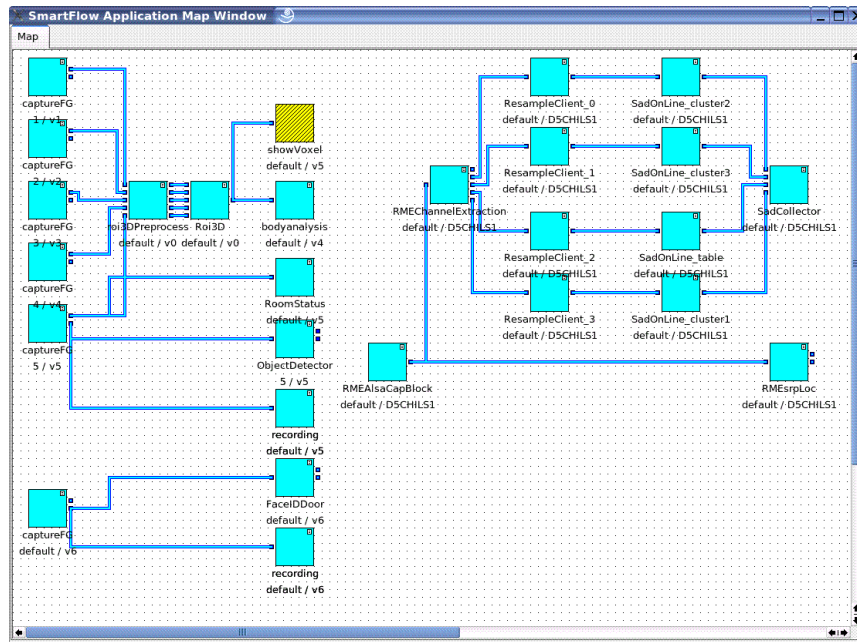 SmartFlow Application Map Window
Map
captureFG
1 / v1
captureFG
2 / v2
captureFG
3 / v3
captureFG
4 / v4
captureFG
5 / v5
captureFG
default / v6
roi3DPreprocess
default / v0
Roi3D
default / v0
showVoxel
default / v5
bodyanalysis
default / v4
RoomStatus
default / v5
ObjectDetector
5 / v5
recording
default / v5
FaceIDDoor
default / v6
recording
default / v6
RMEChannelExtraction
default / D5CHILS1
RMEAlsaCapBlock
default / D5CHILS1
ResampleClient_0
default / D5CHILS1
ResampleClient_1
default / D5CHILS1
ResampleClient_2
default / D5CHILS1
ResampleClient_3
default / D5CHILS1
SadOnLine_cluster2
default / D5CHILS1
SadOnLine_cluster3
default / D5CHILS1
SadOnLine_table
default / D5CHILS1
SadOnLine_cluster1
default / D5CHILS1
SadCollector
default / D5CHILS1
RMEsrpLoc
default / D5CHILS1